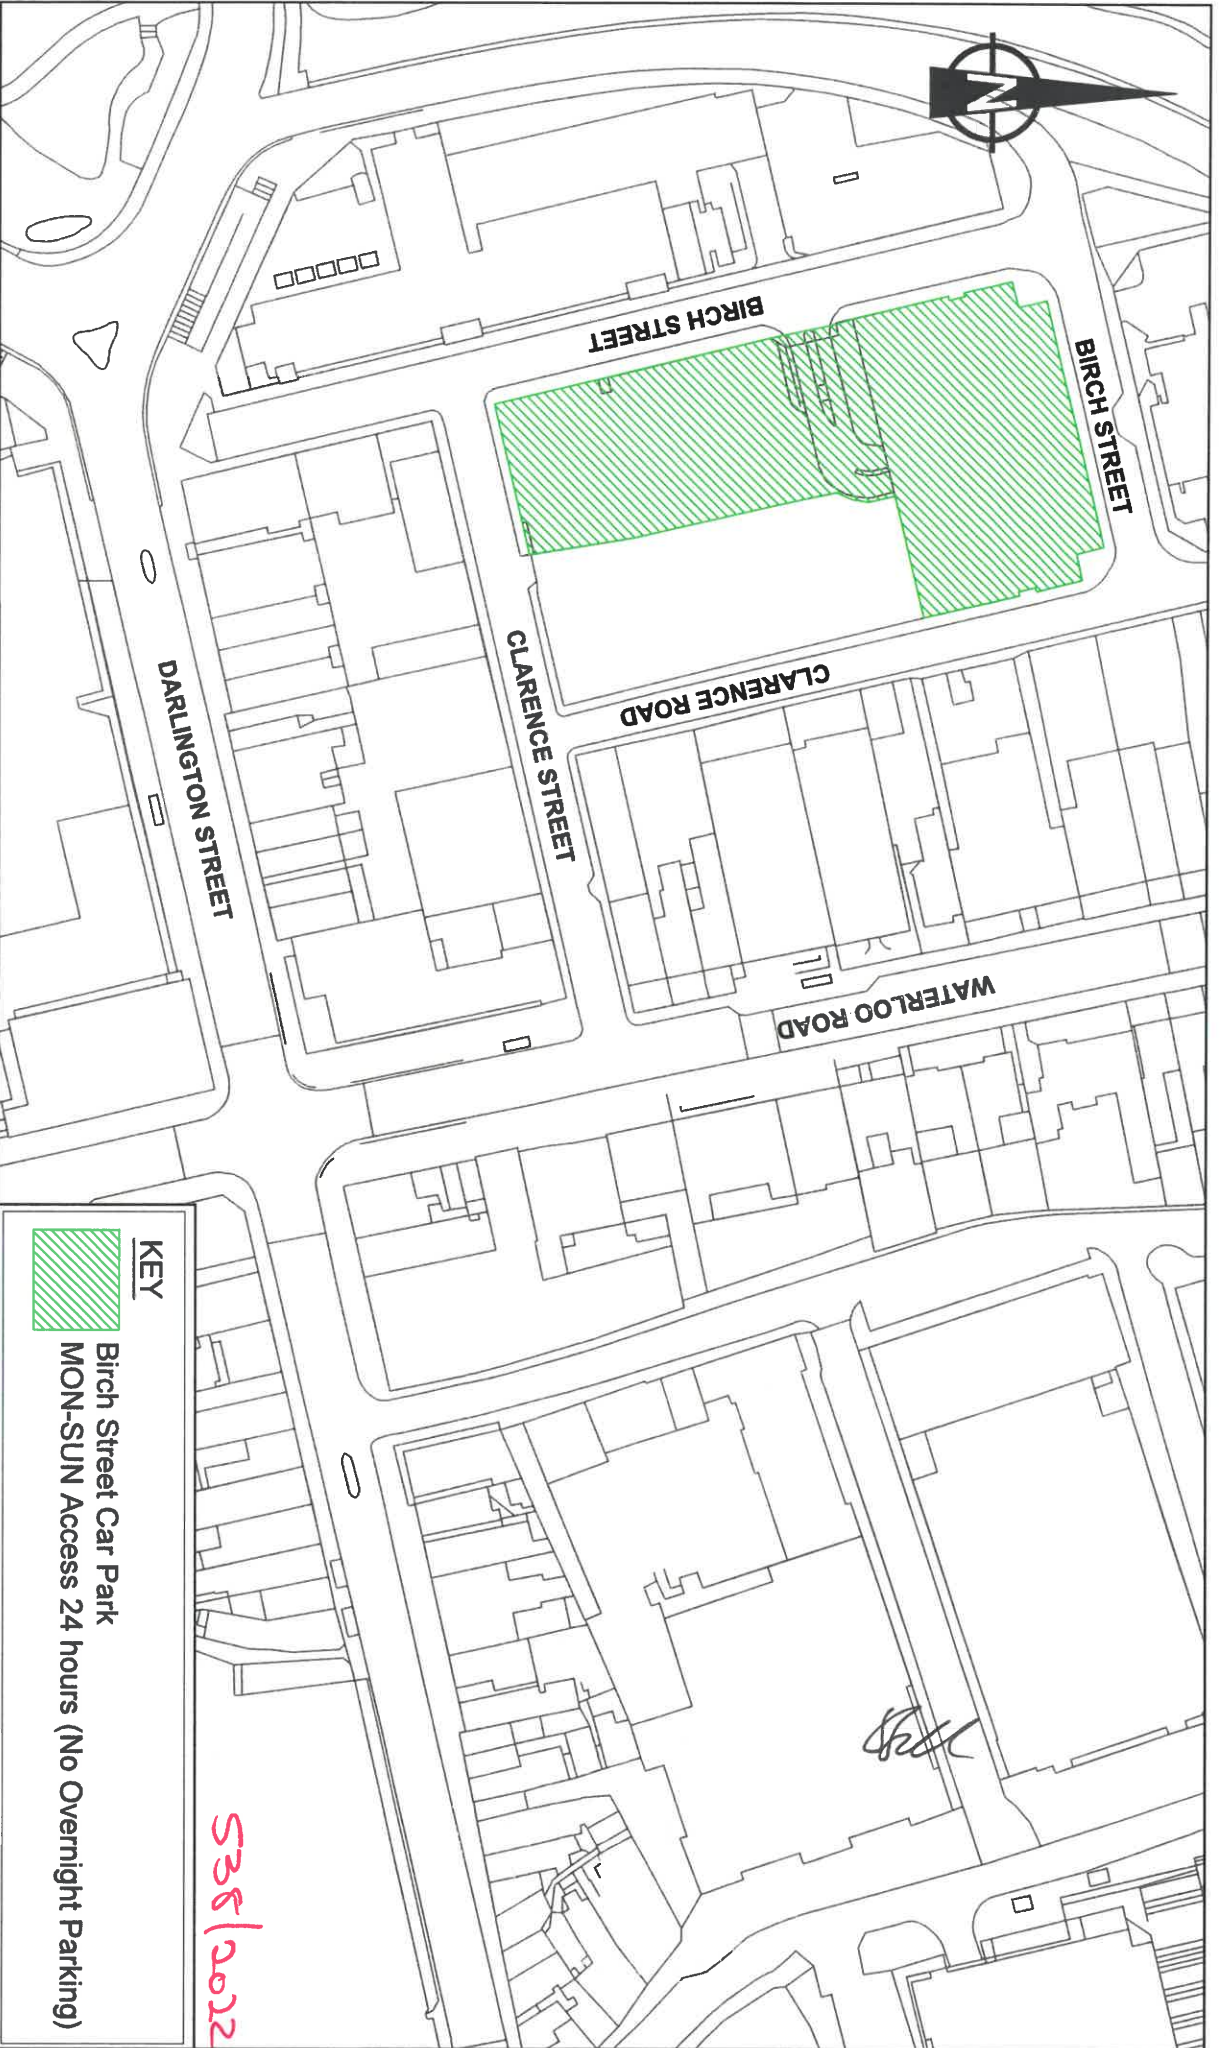 N
BIRCH STREET
BIRCH STREET
CLARENCE ROAD
CLARENCE STREET
DARLINGTON STREET
WATERLOO ROAD
KEY
Birch Street Car Park
MON-SUN Access 24 hours (No Overnight Parking)
538/2022